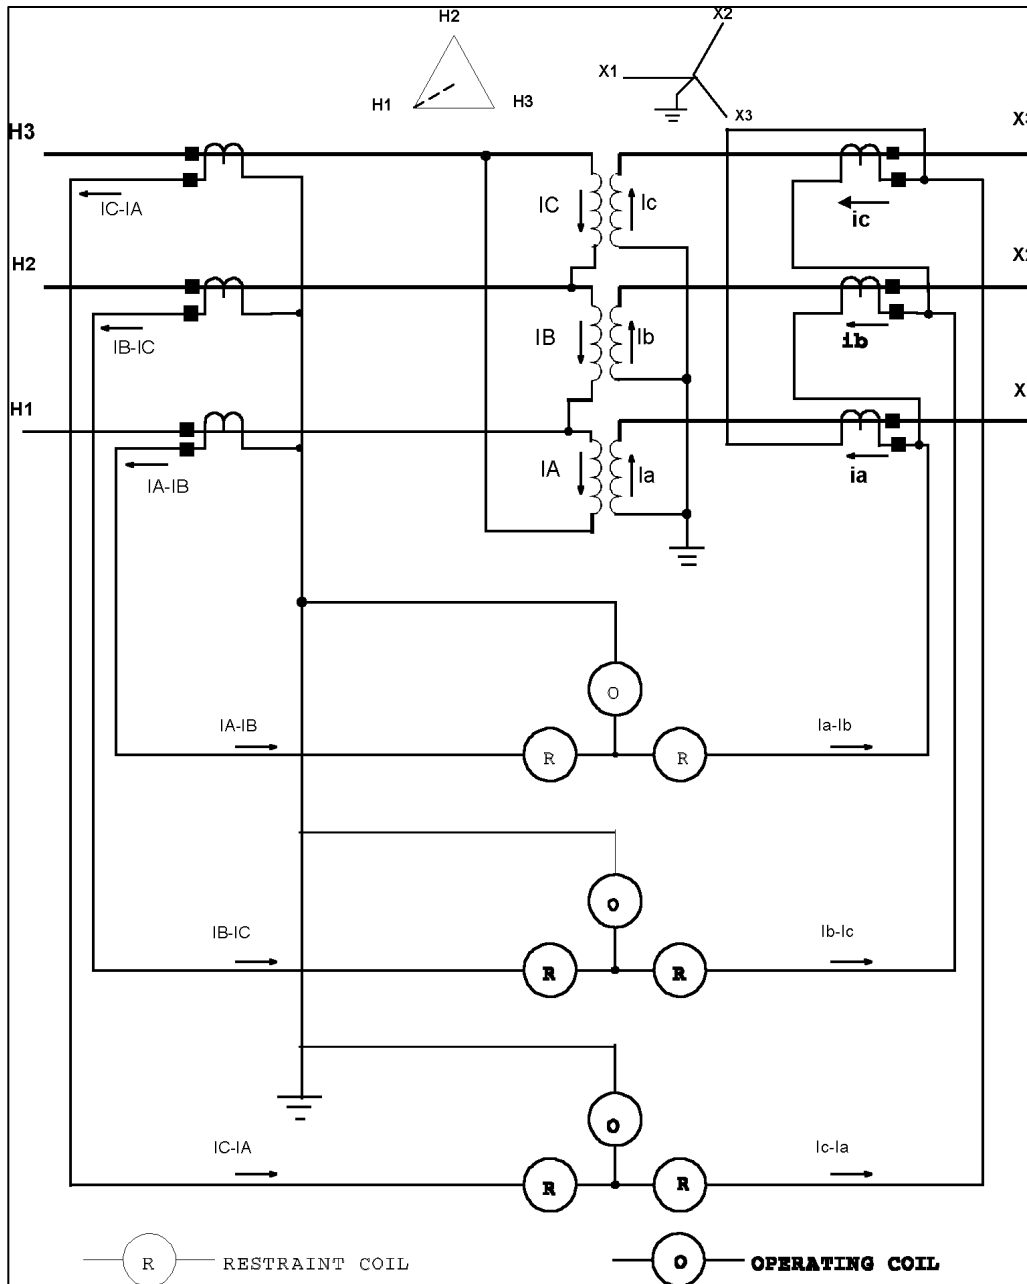 H2
X2
X1
H1
H3
X3
H3
X3
IC-IA
IC
Ic
ic
H2
X2
IB-IC
IB
Ib
ib
H1
X
IA-IB
IA
Ia
ia
O
IA-IB
Ia-Ib
R
R
O
IB-IC
Ib-Ic
R
R
O
IC-IA
Ic-Ia
R
R
R
RESTRAINT COIL
O
OPERATING COIL